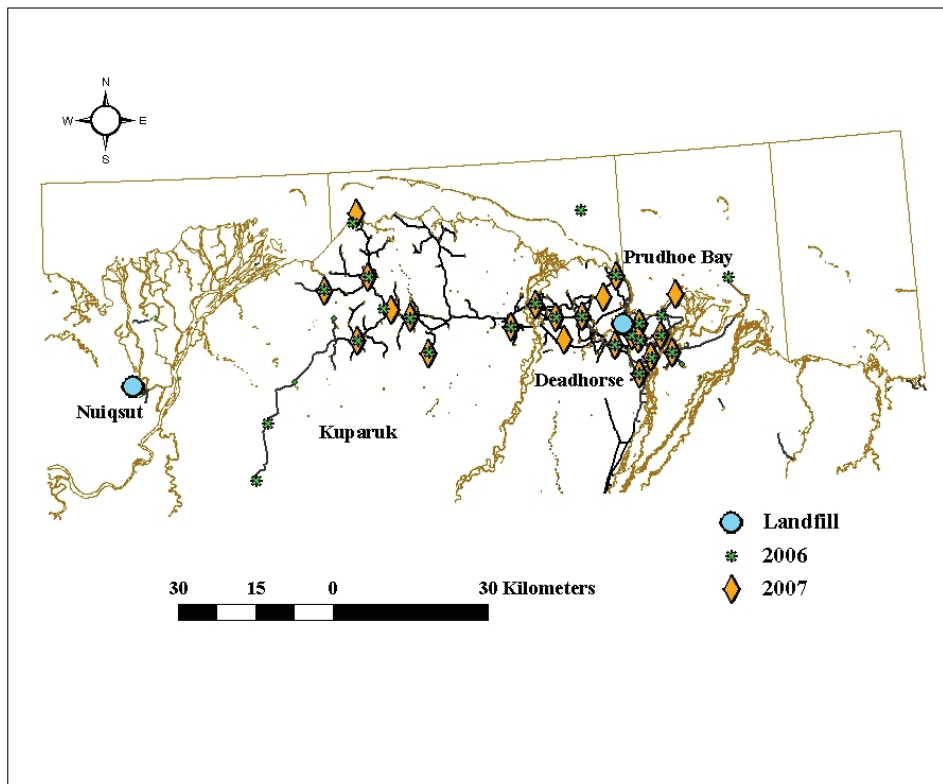 N
W E
S
Prudhoe Bay
Deadhorse
Nuiqsut
Kuparuk
Landfill
2006
2007
30 15 0 30 Kilometers